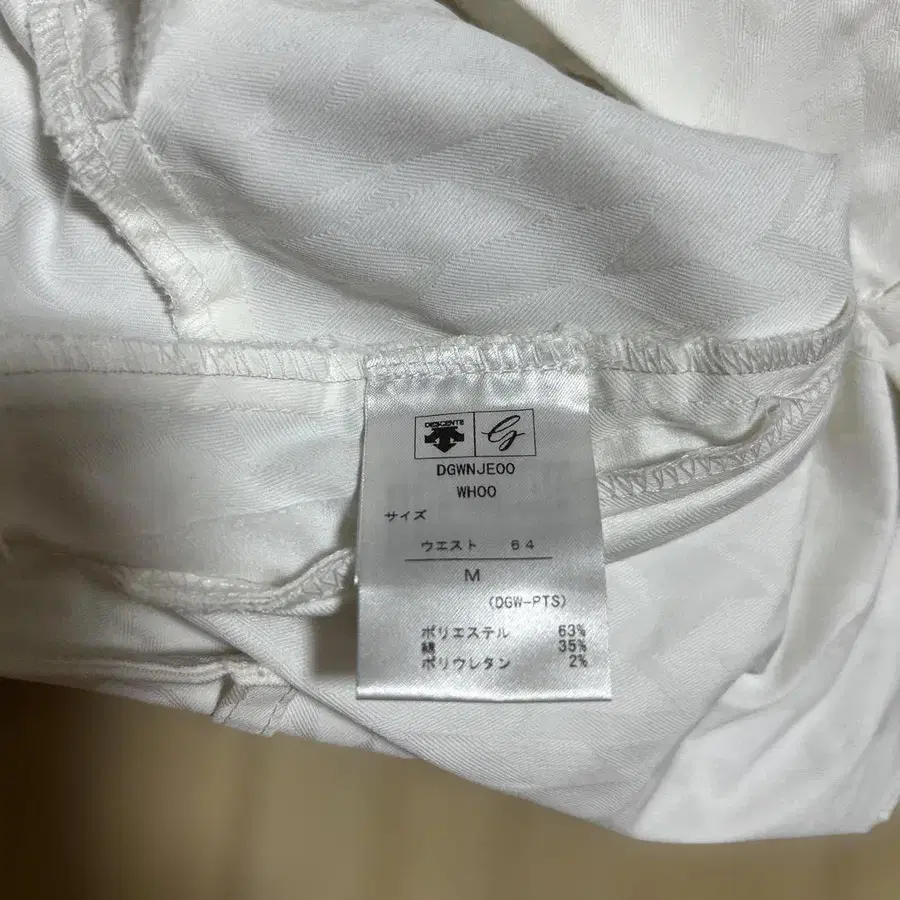 DESCENTE
DGWNJE00
WH00
サイズ
ウエスト 64
M
(DGW-PTS)
ポリエステル 63%
綿 35%
ポリウレタン 2%